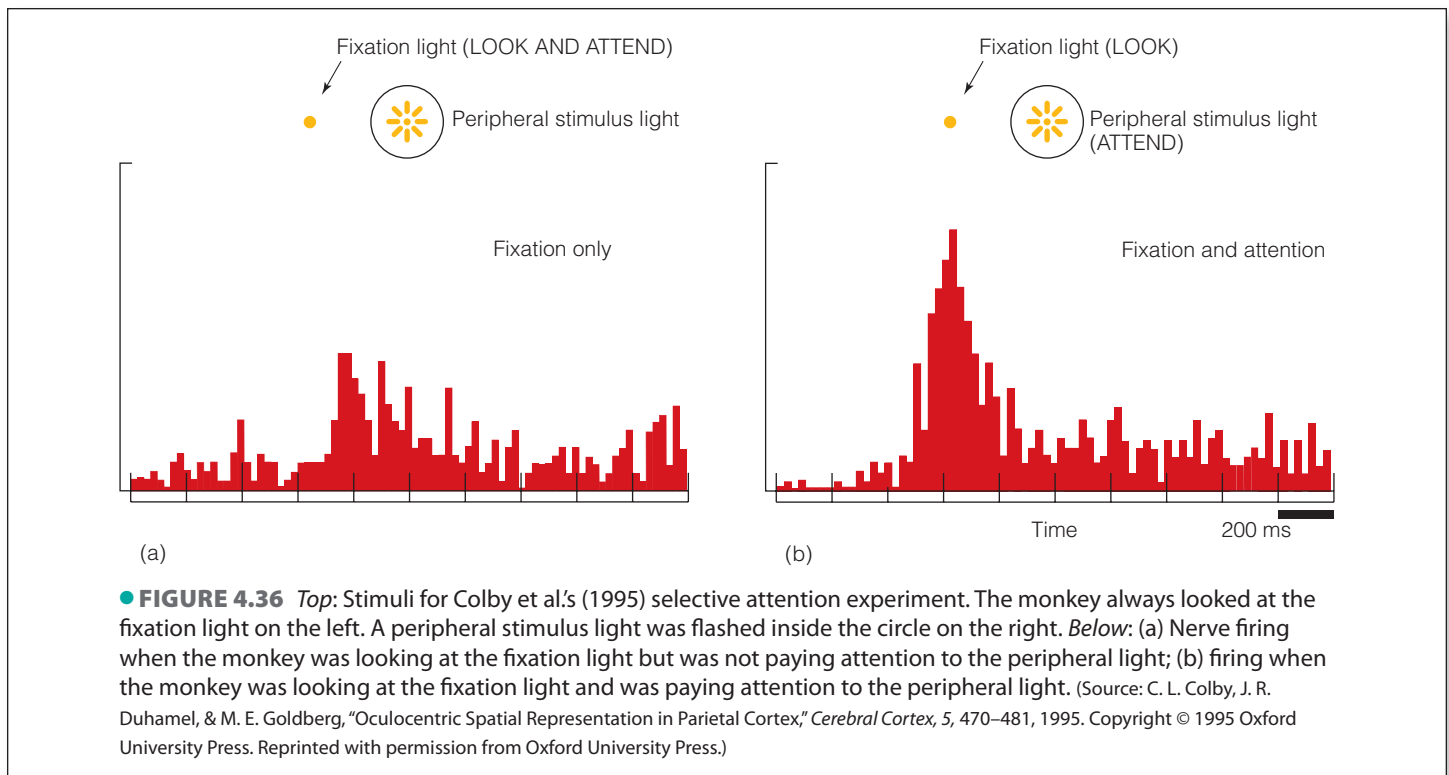 Fixation light (LOOK AND ATTEND)
Peripheral stimulus light
Fixation only
(a)
Fixation light (LOOK)
Peripheral stimulus light
(ATTEND)
Fixation and attention
Time
200 ms
(b)
● FIGURE 4.36 Top: Stimuli for Colby et al.’s (1995) selective attention experiment. The monkey always looked at the
fixation light on the left. A peripheral stimulus light was flashed inside the circle on the right. Below: (a) Nerve firing
when the monkey was looking at the fixation light but was not paying attention to the peripheral light; (b) firing when
the monkey was looking at the fixation light and was paying attention to the peripheral light. (Source: C. L. Colby, J. R.
Duhamel, & M. E. Goldberg, “Oculocentric Spatial Representation in Parietal Cortex,” Cerebral Cortex, 5, 470–481, 1995. Copyright © 1995 Oxford
University Press. Reprinted with permission from Oxford University Press.)